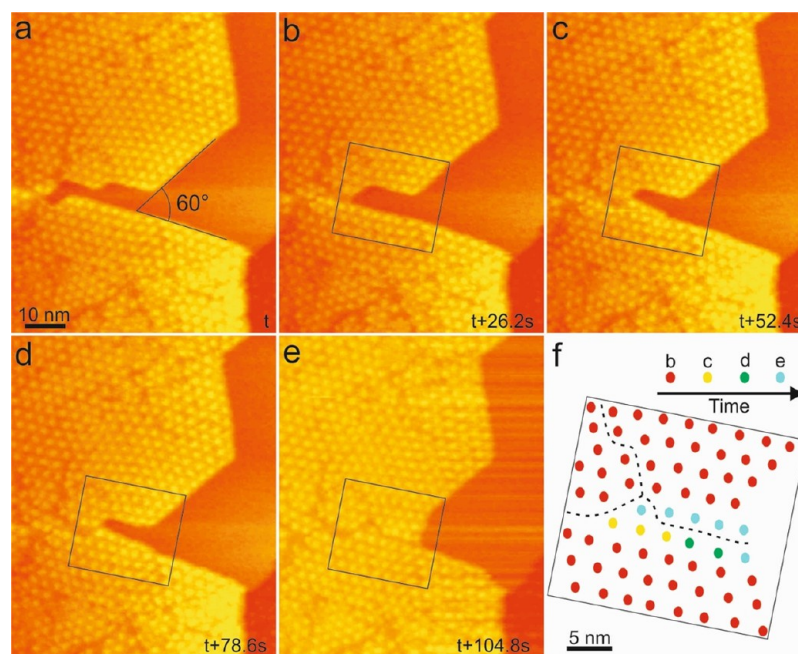 a
60°
10 nm
t
b
t+26.2s
c
t+52.4s
d
t+78.6s
e
t+104.8s
f
b c d e
Time
5 nm